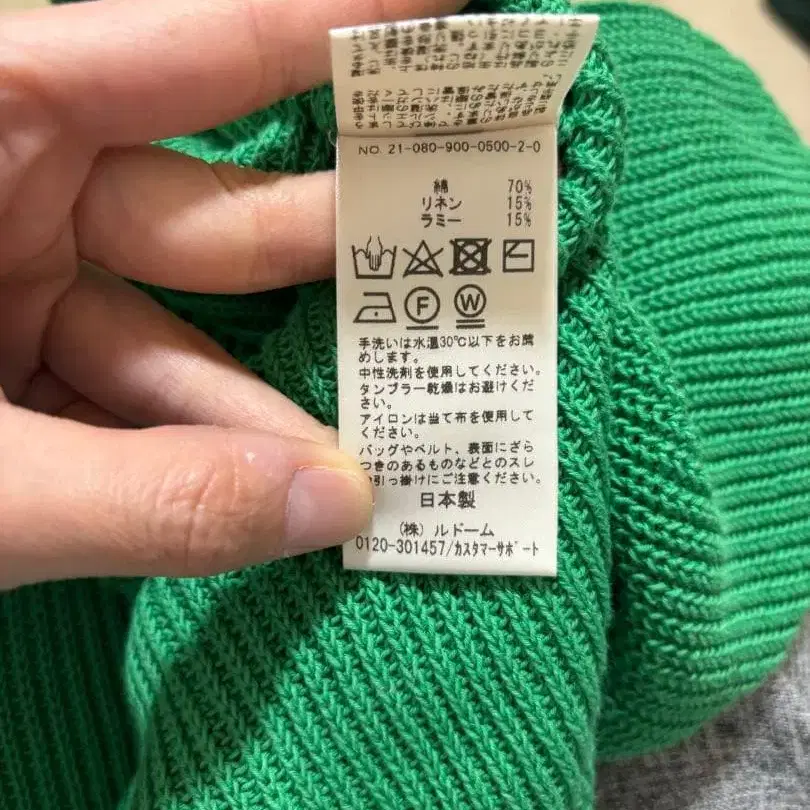 NO. 21-080-900-0500-2-0
綿 70%
リネン 15%
ラミー 15%
F
W
手洗いは水温30℃以下をお薦
めします。
中性洗剤を使用してください。
タンブラー乾燥はお避けくだ
さい。
アイロンは当て布を使用して
ください。
バッグやベルト、表面にざら
つきのあるものなどとのスレ
引っ掛けにご注意ください。
日本製
(株) ルドーム
0120-301457/カスタマーサポート